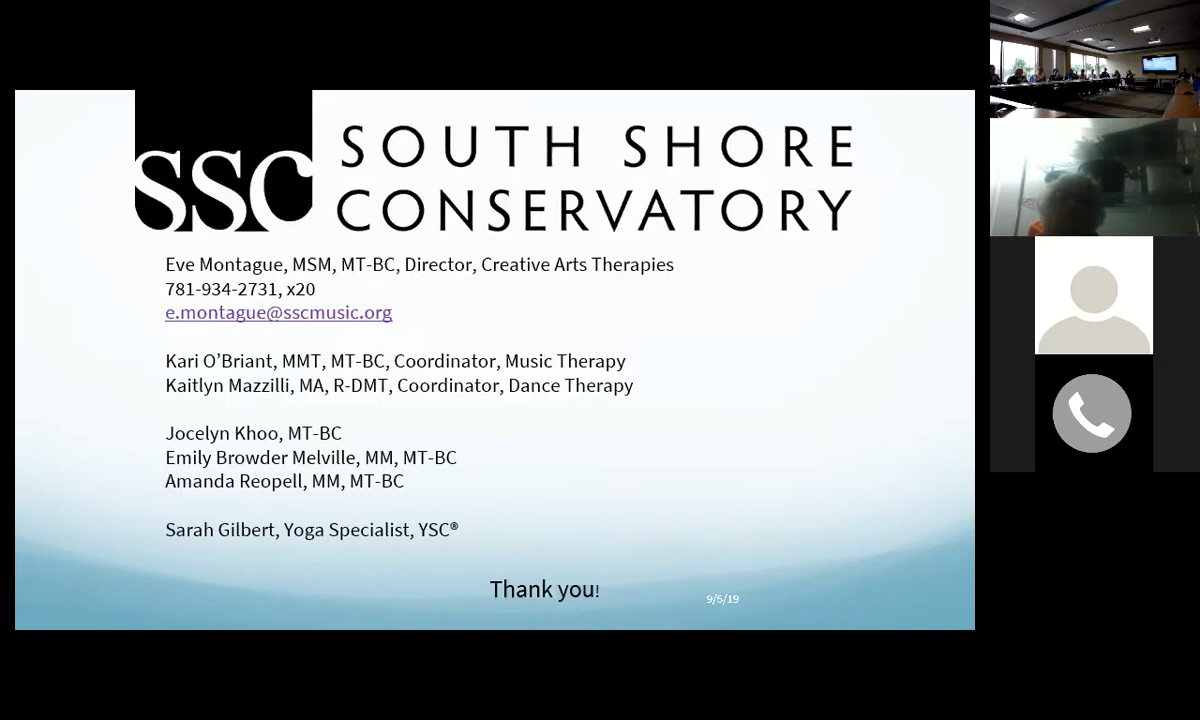 SSC
SOUTH SHORE
CONSERVATORY
Eve Montague, MSM, MT-BC, Director, Creative Arts Therapies
781-934-2731, x20
e.montague@sscmusic.org
Kari O’Briant, MMT, MT-BC, Coordinator, Music Therapy
Kaitlyn Mazzilli, MA, R-DMT, Coordinator, Dance Therapy
Jocelyn Khoo, MT-BC
Emily Browder Melville, MM, MT-BC
Amanda Reopell, MM, MT-BC
Sarah Gilbert, Yoga Specialist, YSC®
Thank you!
9/5/19